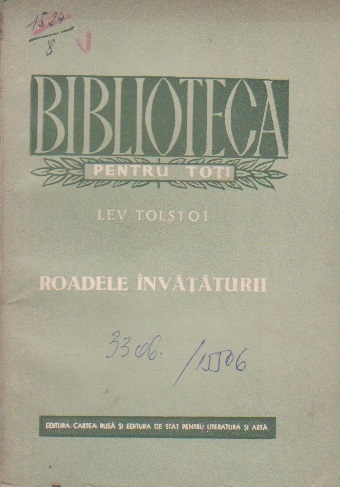 8
BIBLIOTECA
PENTRU TOȚI
LEV TOLSTOI
ROADELE ÎNVĂȚĂTURII
3306. /15506
EDITURA CARTEA RUSĂ ȘI EDITURA DE STAT PENTRU LITERATURĂ ȘI ARTĂ